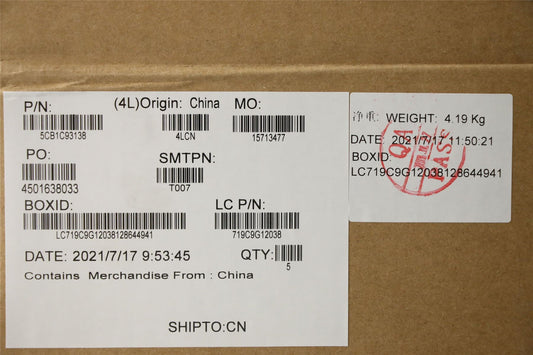 P/N:
(4L)Origin: China
MO:
5CB1C93138
4LCN
15713477
PO:
SMTPN:
4501638033
T007
BOXID:
LC P/N:
LC719C9G12038128644941
719C9G12038
DATE: 2021/7/17 9:53:45
QTY:
5
Contains Merchandise From : China
SHIPTO:CN
净重: WEIGHT: 4.19 Kg
DATE: 2021/7/17 11:50:21
BOXID:
LC719C9G12038128644941
QA
PASS